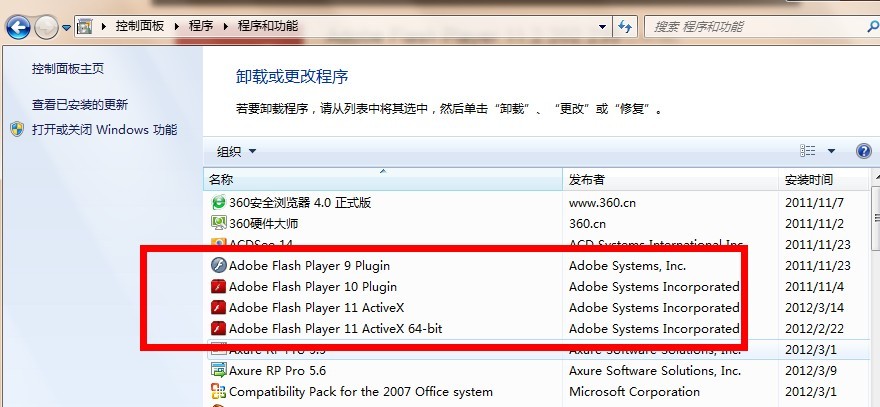 控制面板 程序 程序和功能 搜索 程序和功能
控制面板主页
查看已安装的更新
打开或关闭 Windows 功能
卸载或更改程序
若要卸载程序，请从列表中将其选中，然后单击“卸载”、“更改”或“修复”。
组织
名称 发布者 安装时间
360安全浏览器 4.0 正式版 www.360.cn 2011/11/7
360硬件大师 360.cn 2011/11/2
ACDSee 14 ACD Systems International Inc. 2011/11/23
Adobe Flash Player 9 Plugin Adobe Systems, Inc. 2011/11/23
Adobe Flash Player 10 Plugin Adobe Systems Incorporated 2011/11/4
Adobe Flash Player 11 ActiveX Adobe Systems Incorporated 2012/3/14
Adobe Flash Player 11 ActiveX 64-bit Adobe Systems Incorporated 2012/2/22
Axure RP Pro 5.5 Axure Software Solutions, Inc. 2012/3/1
Axure RP Pro 5.6 Axure Software Solutions, Inc. 2012/3/9
Compatibility Pack for the 2007 Office system Microsoft Corporation 2012/3/1